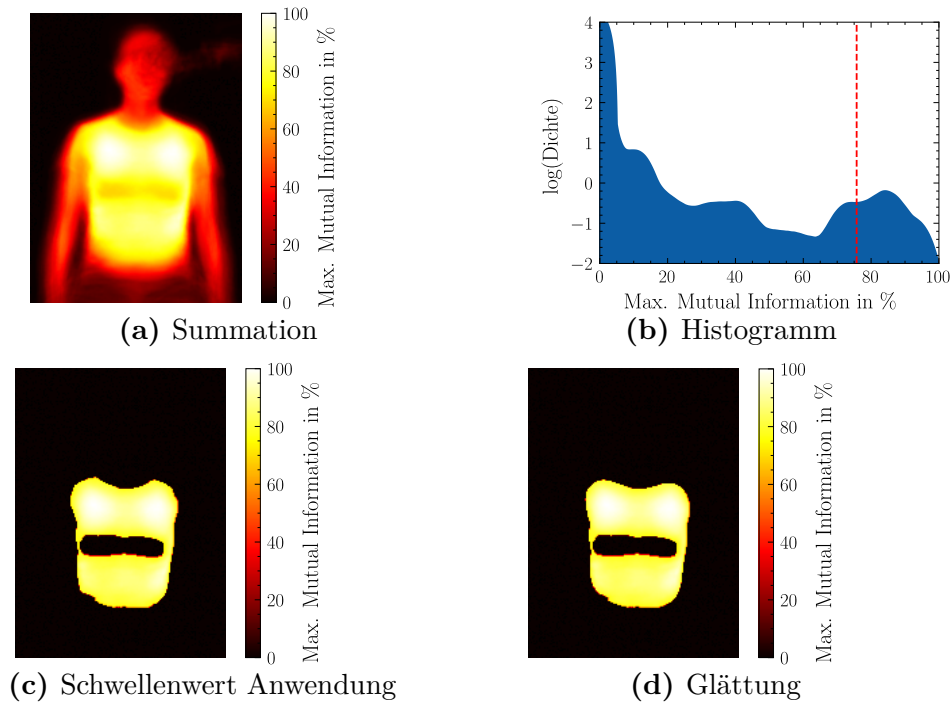 100
80
60
40
20
0
Max. Mutual Information in %
(a) Summation
4
3
2
1
0
−1
−2
log(Dichte)
0 20 40 60 80 100
Max. Mutual Information in %
(b) Histogramm
100
80
60
40
20
0
Max. Mutual Information in %
(c) Schwellenwert Anwendung
100
80
60
40
20
0
Max. Mutual Information in %
(d) Glättung